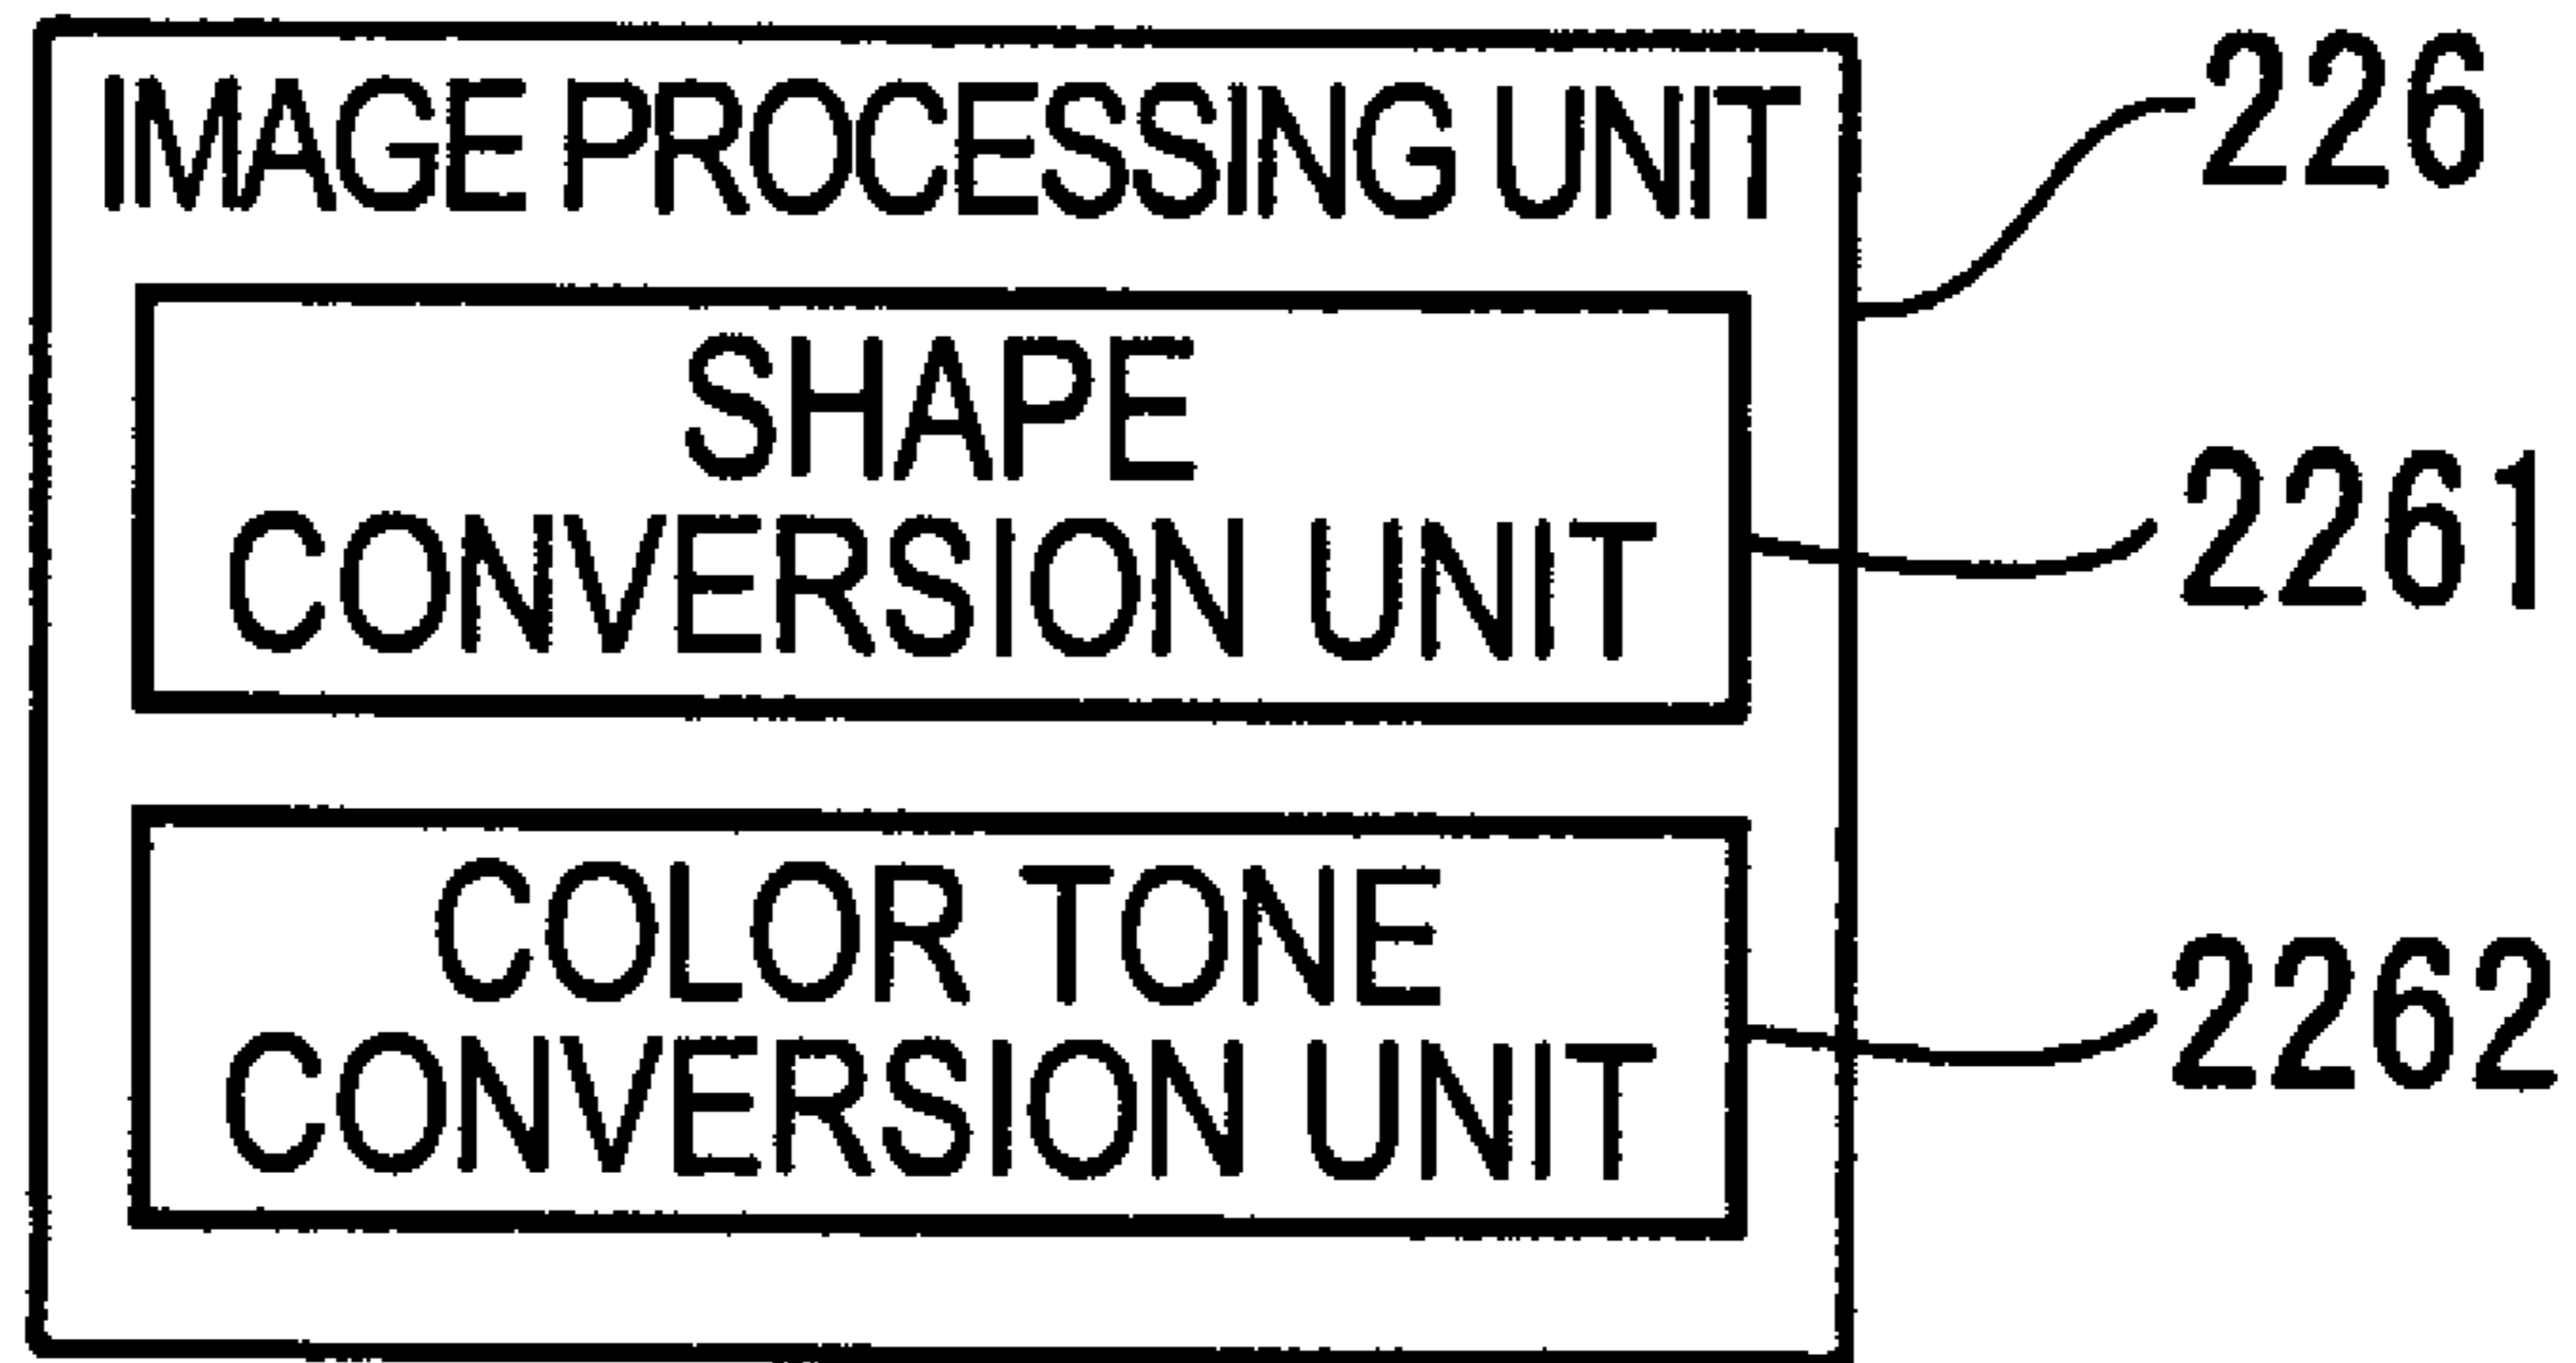 IMAGE PROCESSING UNIT
226
SHAPE
CONVERSION UNIT
2261
COLOR TONE
CONVERSION UNIT
2262